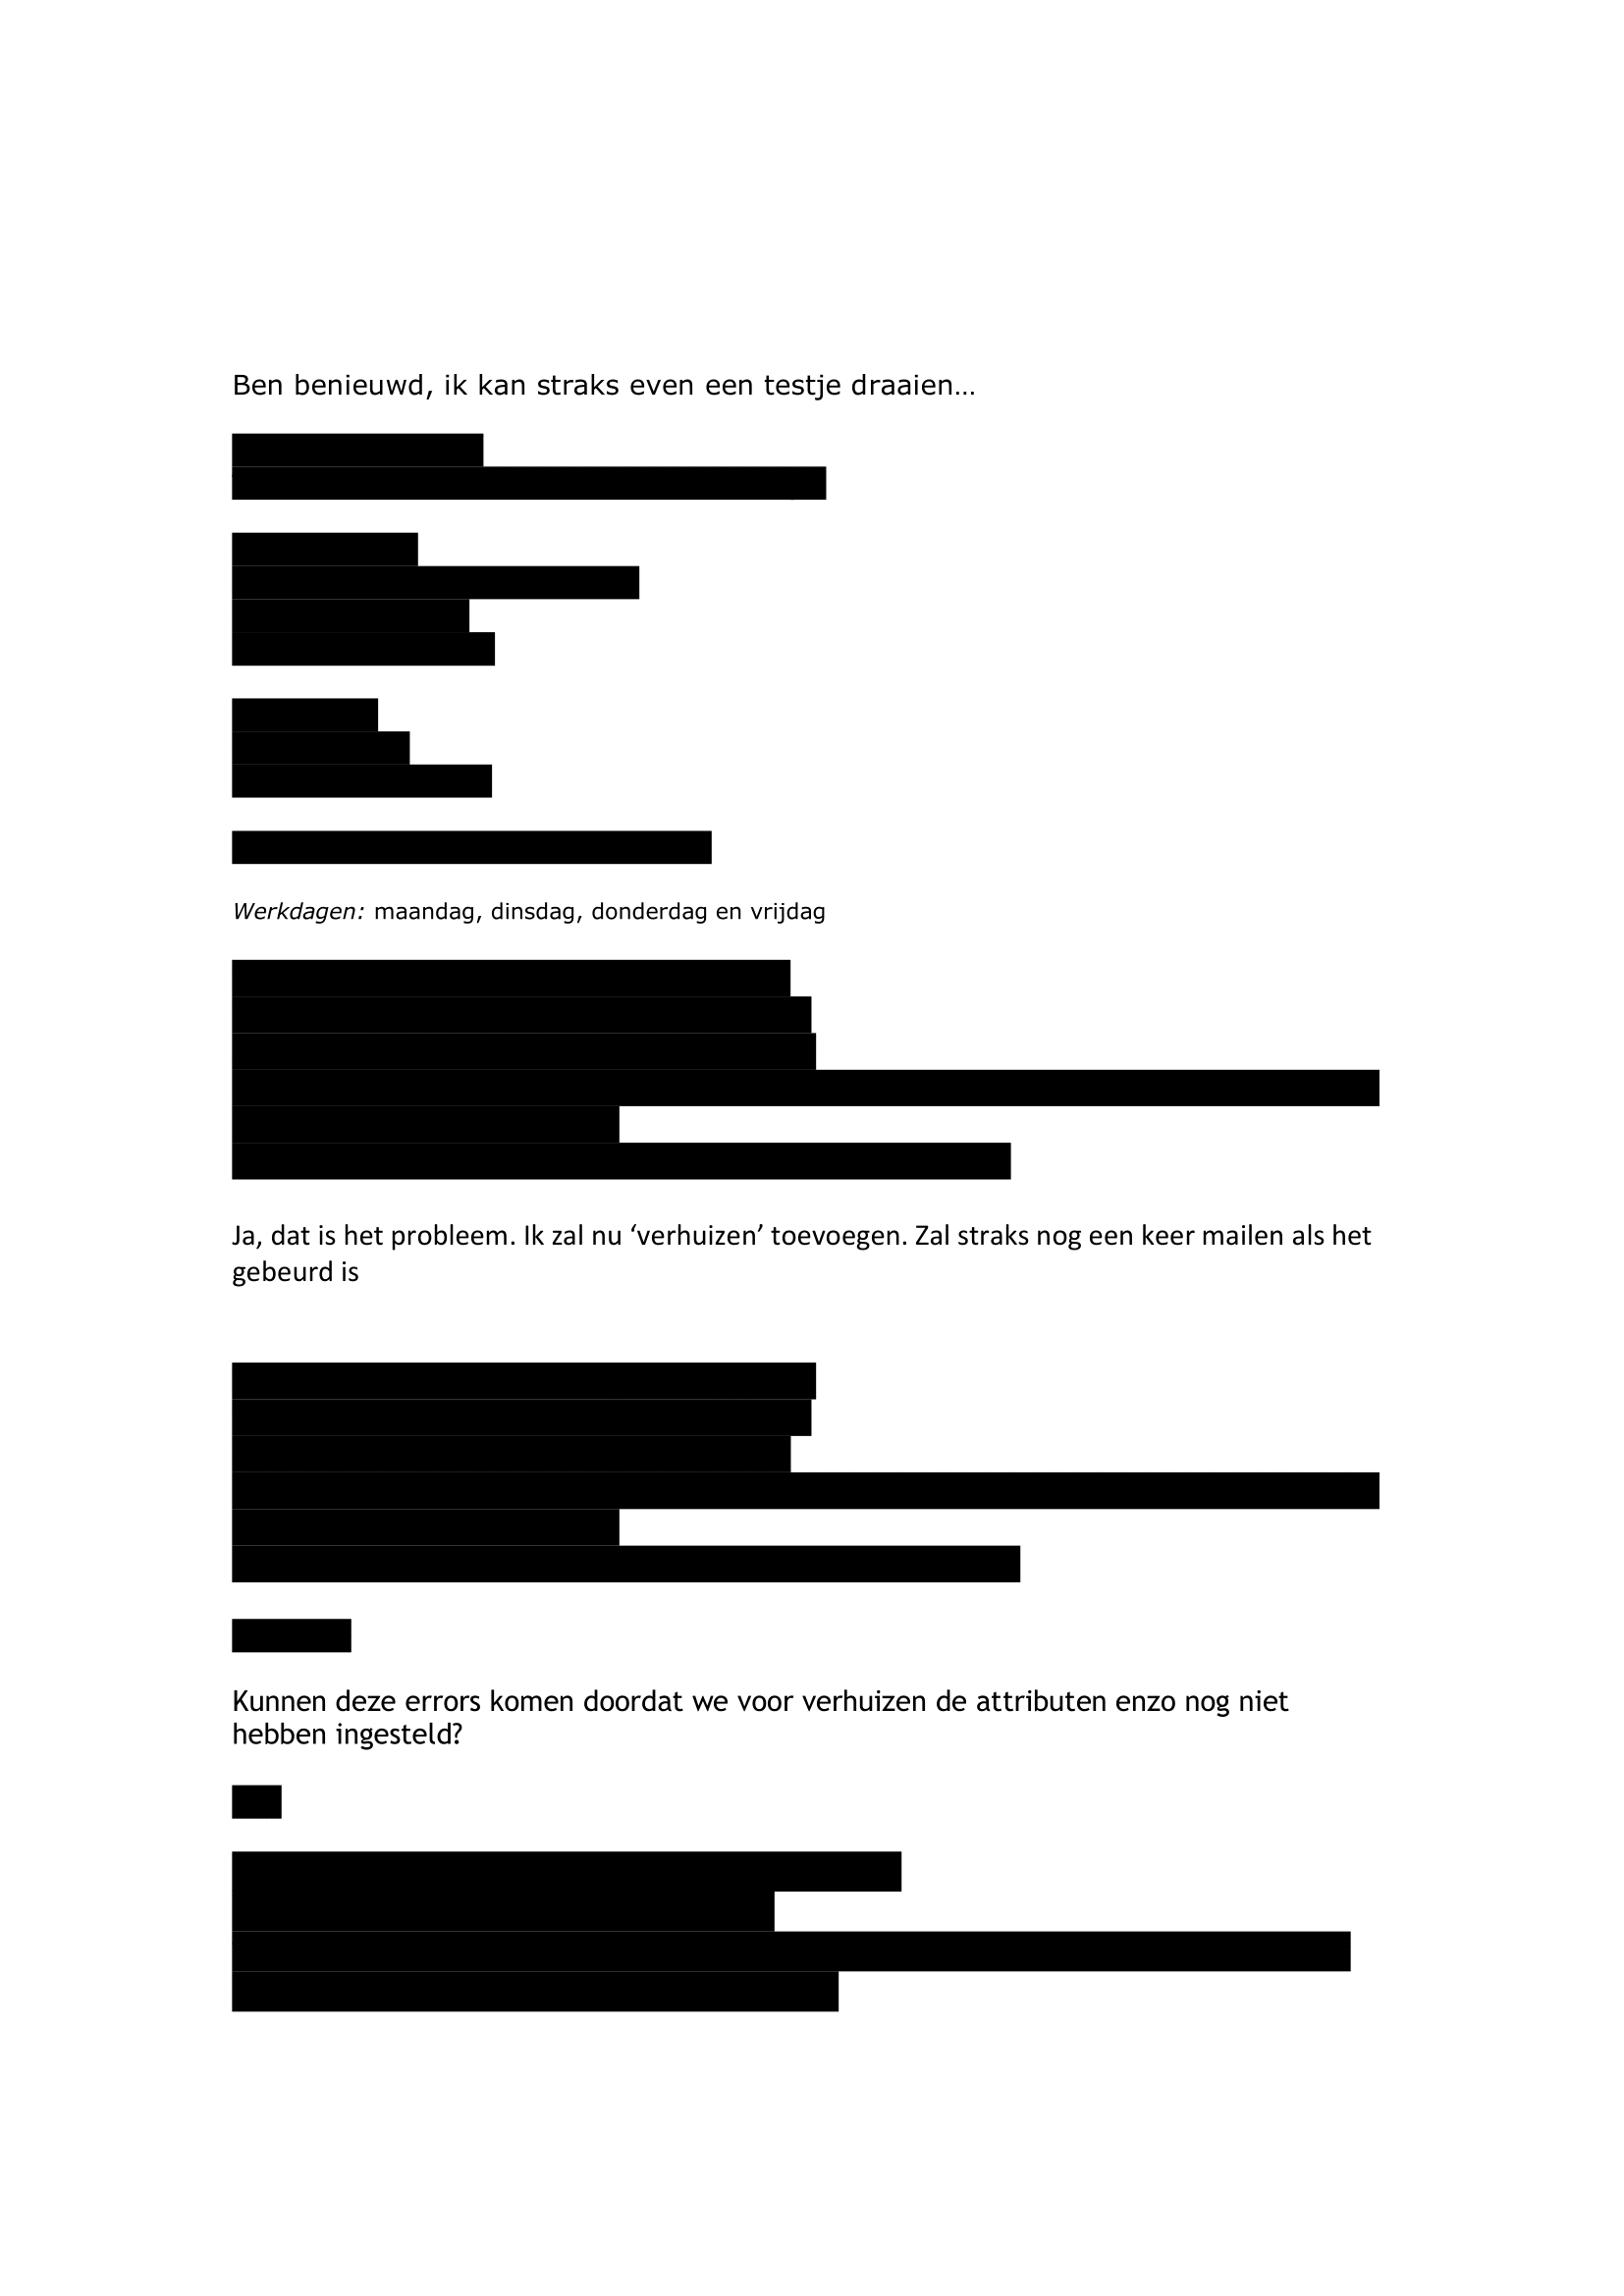 Ben benieuwd, ik kan straks even een testje draaien...
Werkdagen: maandag, dinsdag, donderdag en vrijdag
Ja, dat is het probleem. Ik zal nu ‘verhuizen’ toevoegen. Zal straks nog een keer mailen als het
gebeurd is
Kunnen deze errors komen doordat we voor verhuizen de attributen enzo nog niet
hebben ingesteld?